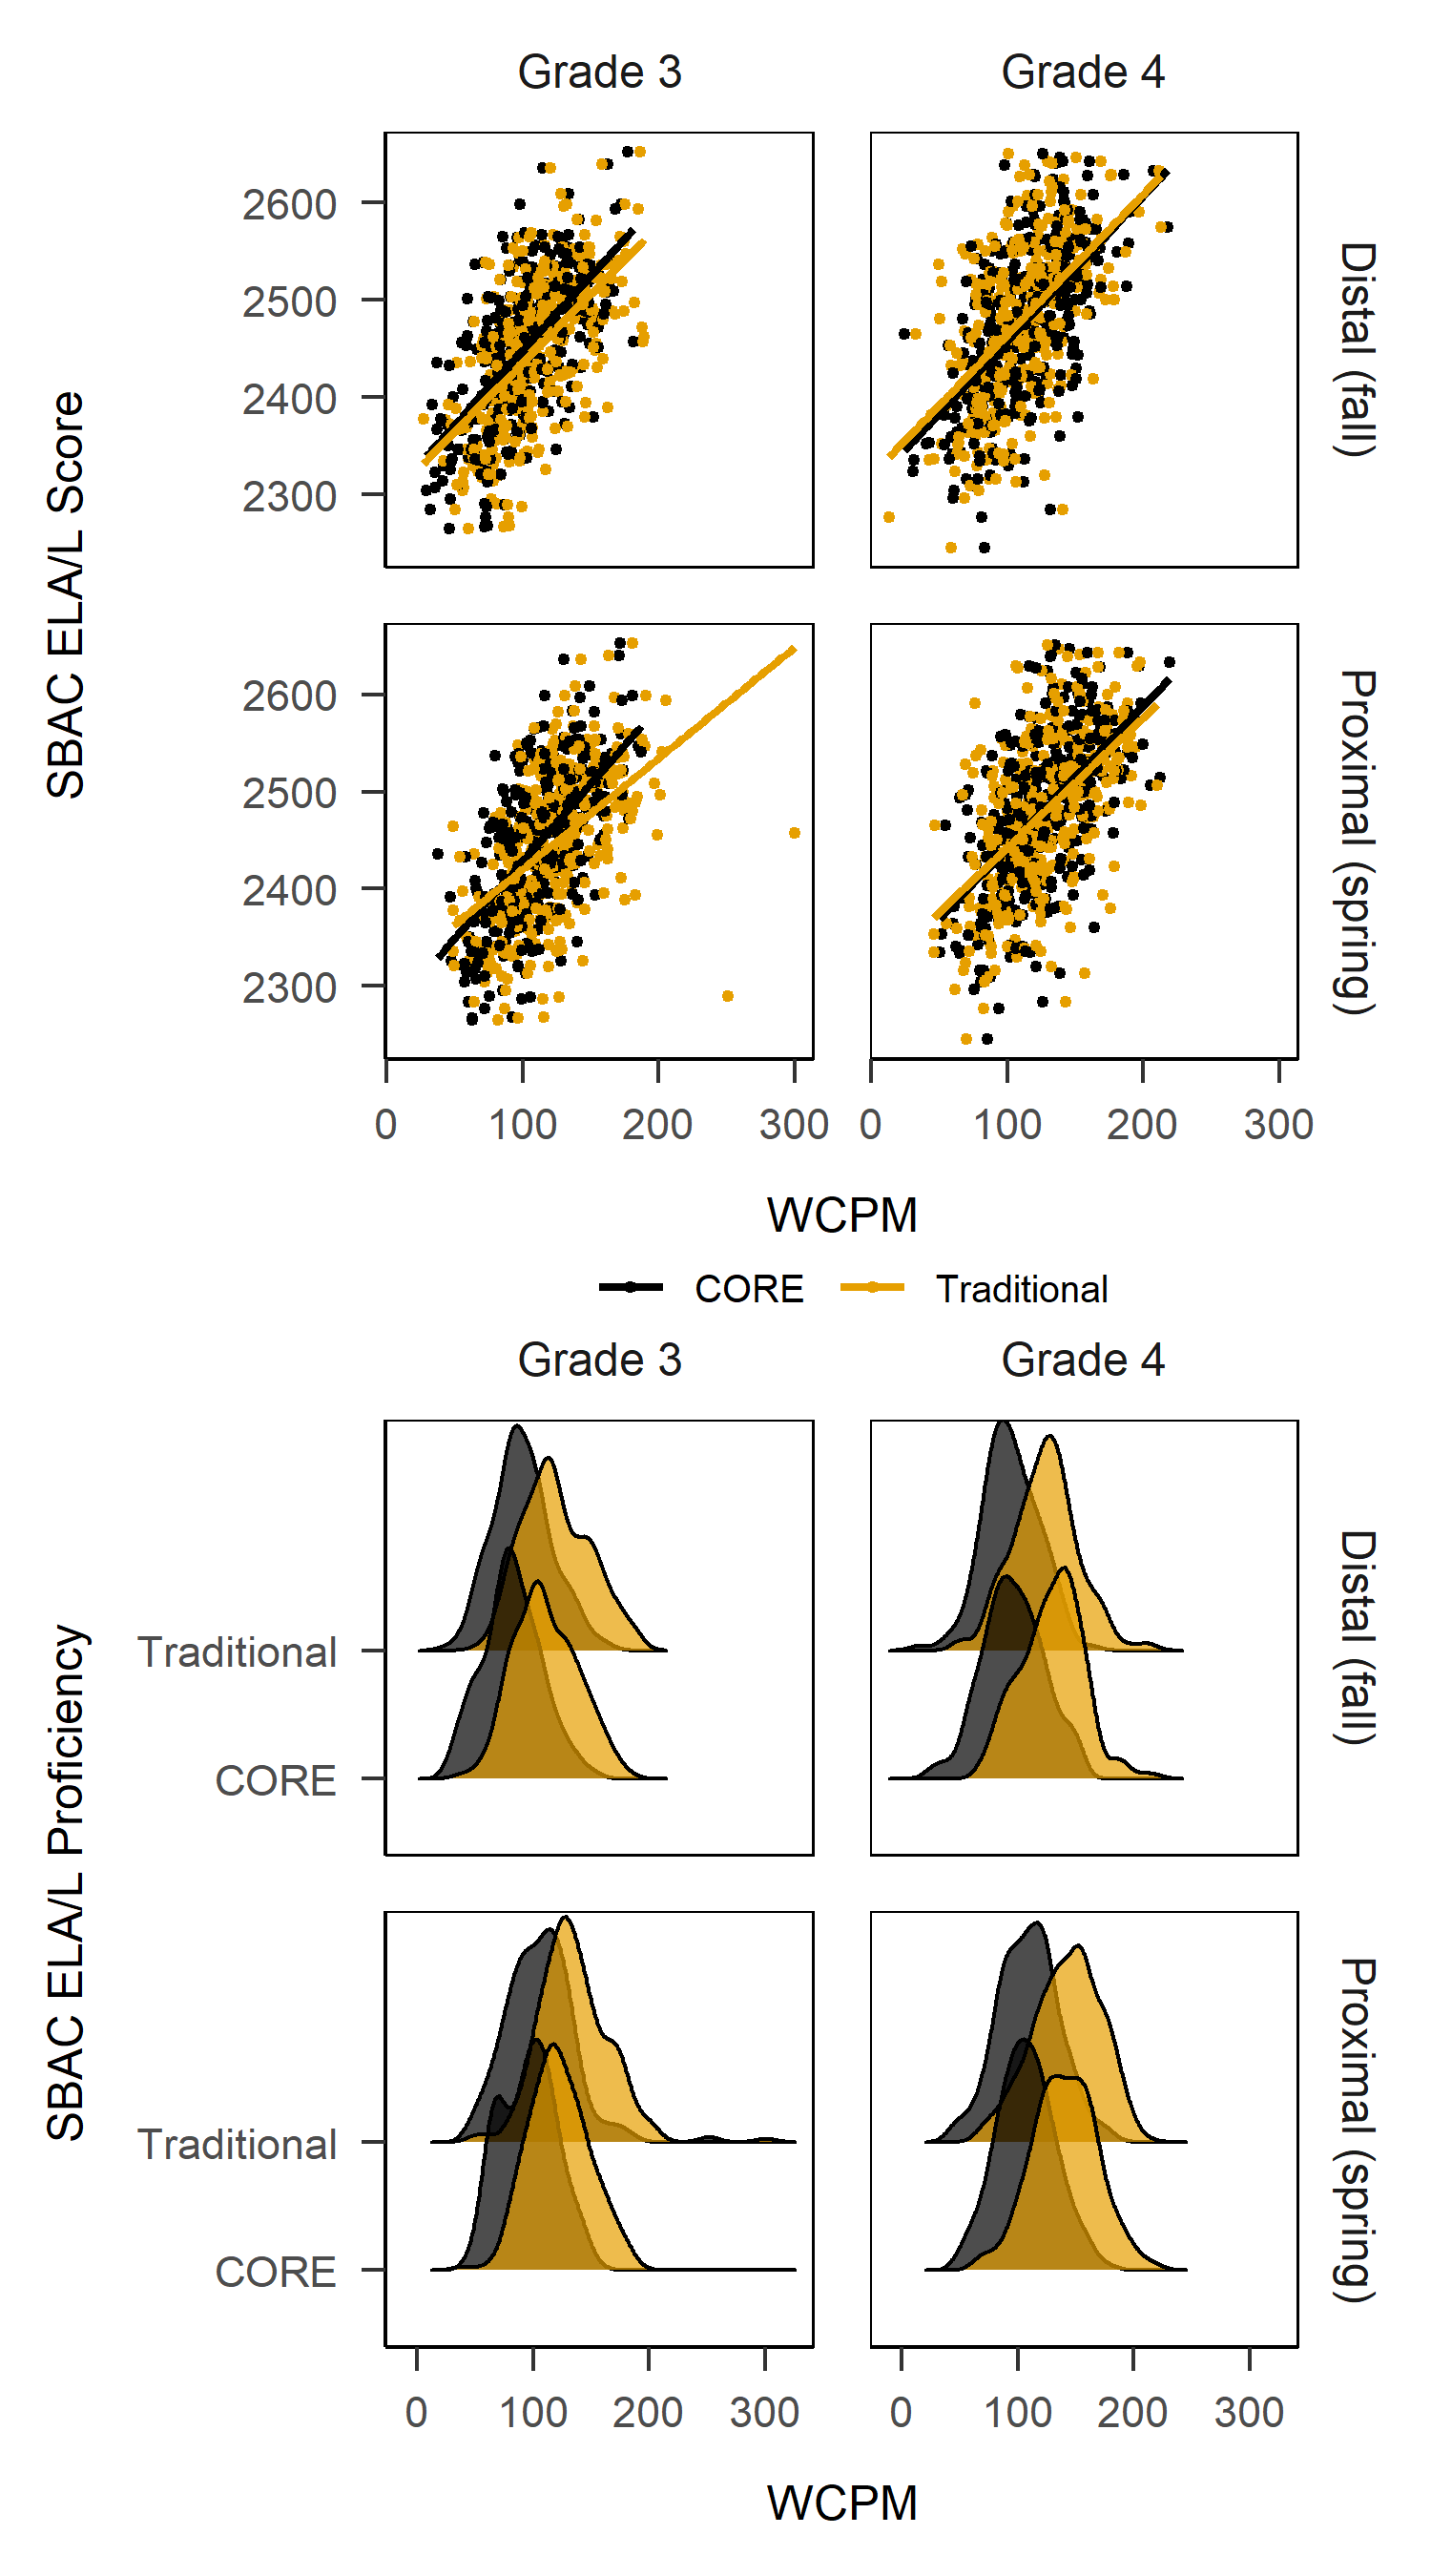 Grade 3 Grade 4
SBAC ELA/L Score
2600
2500
2400
2300
Distal (fall)
2600
2500
2400
2300
Proximal (spring)
0 100 200 300 0 100 200 300
WCPM
CORE Traditional
Grade 3 Grade 4
SBAC ELA/L Proficiency
Traditional
CORE
Distal (fall)
Traditional
CORE
Proximal (spring)
0 100 200 300 0 100 200 300
WCPM